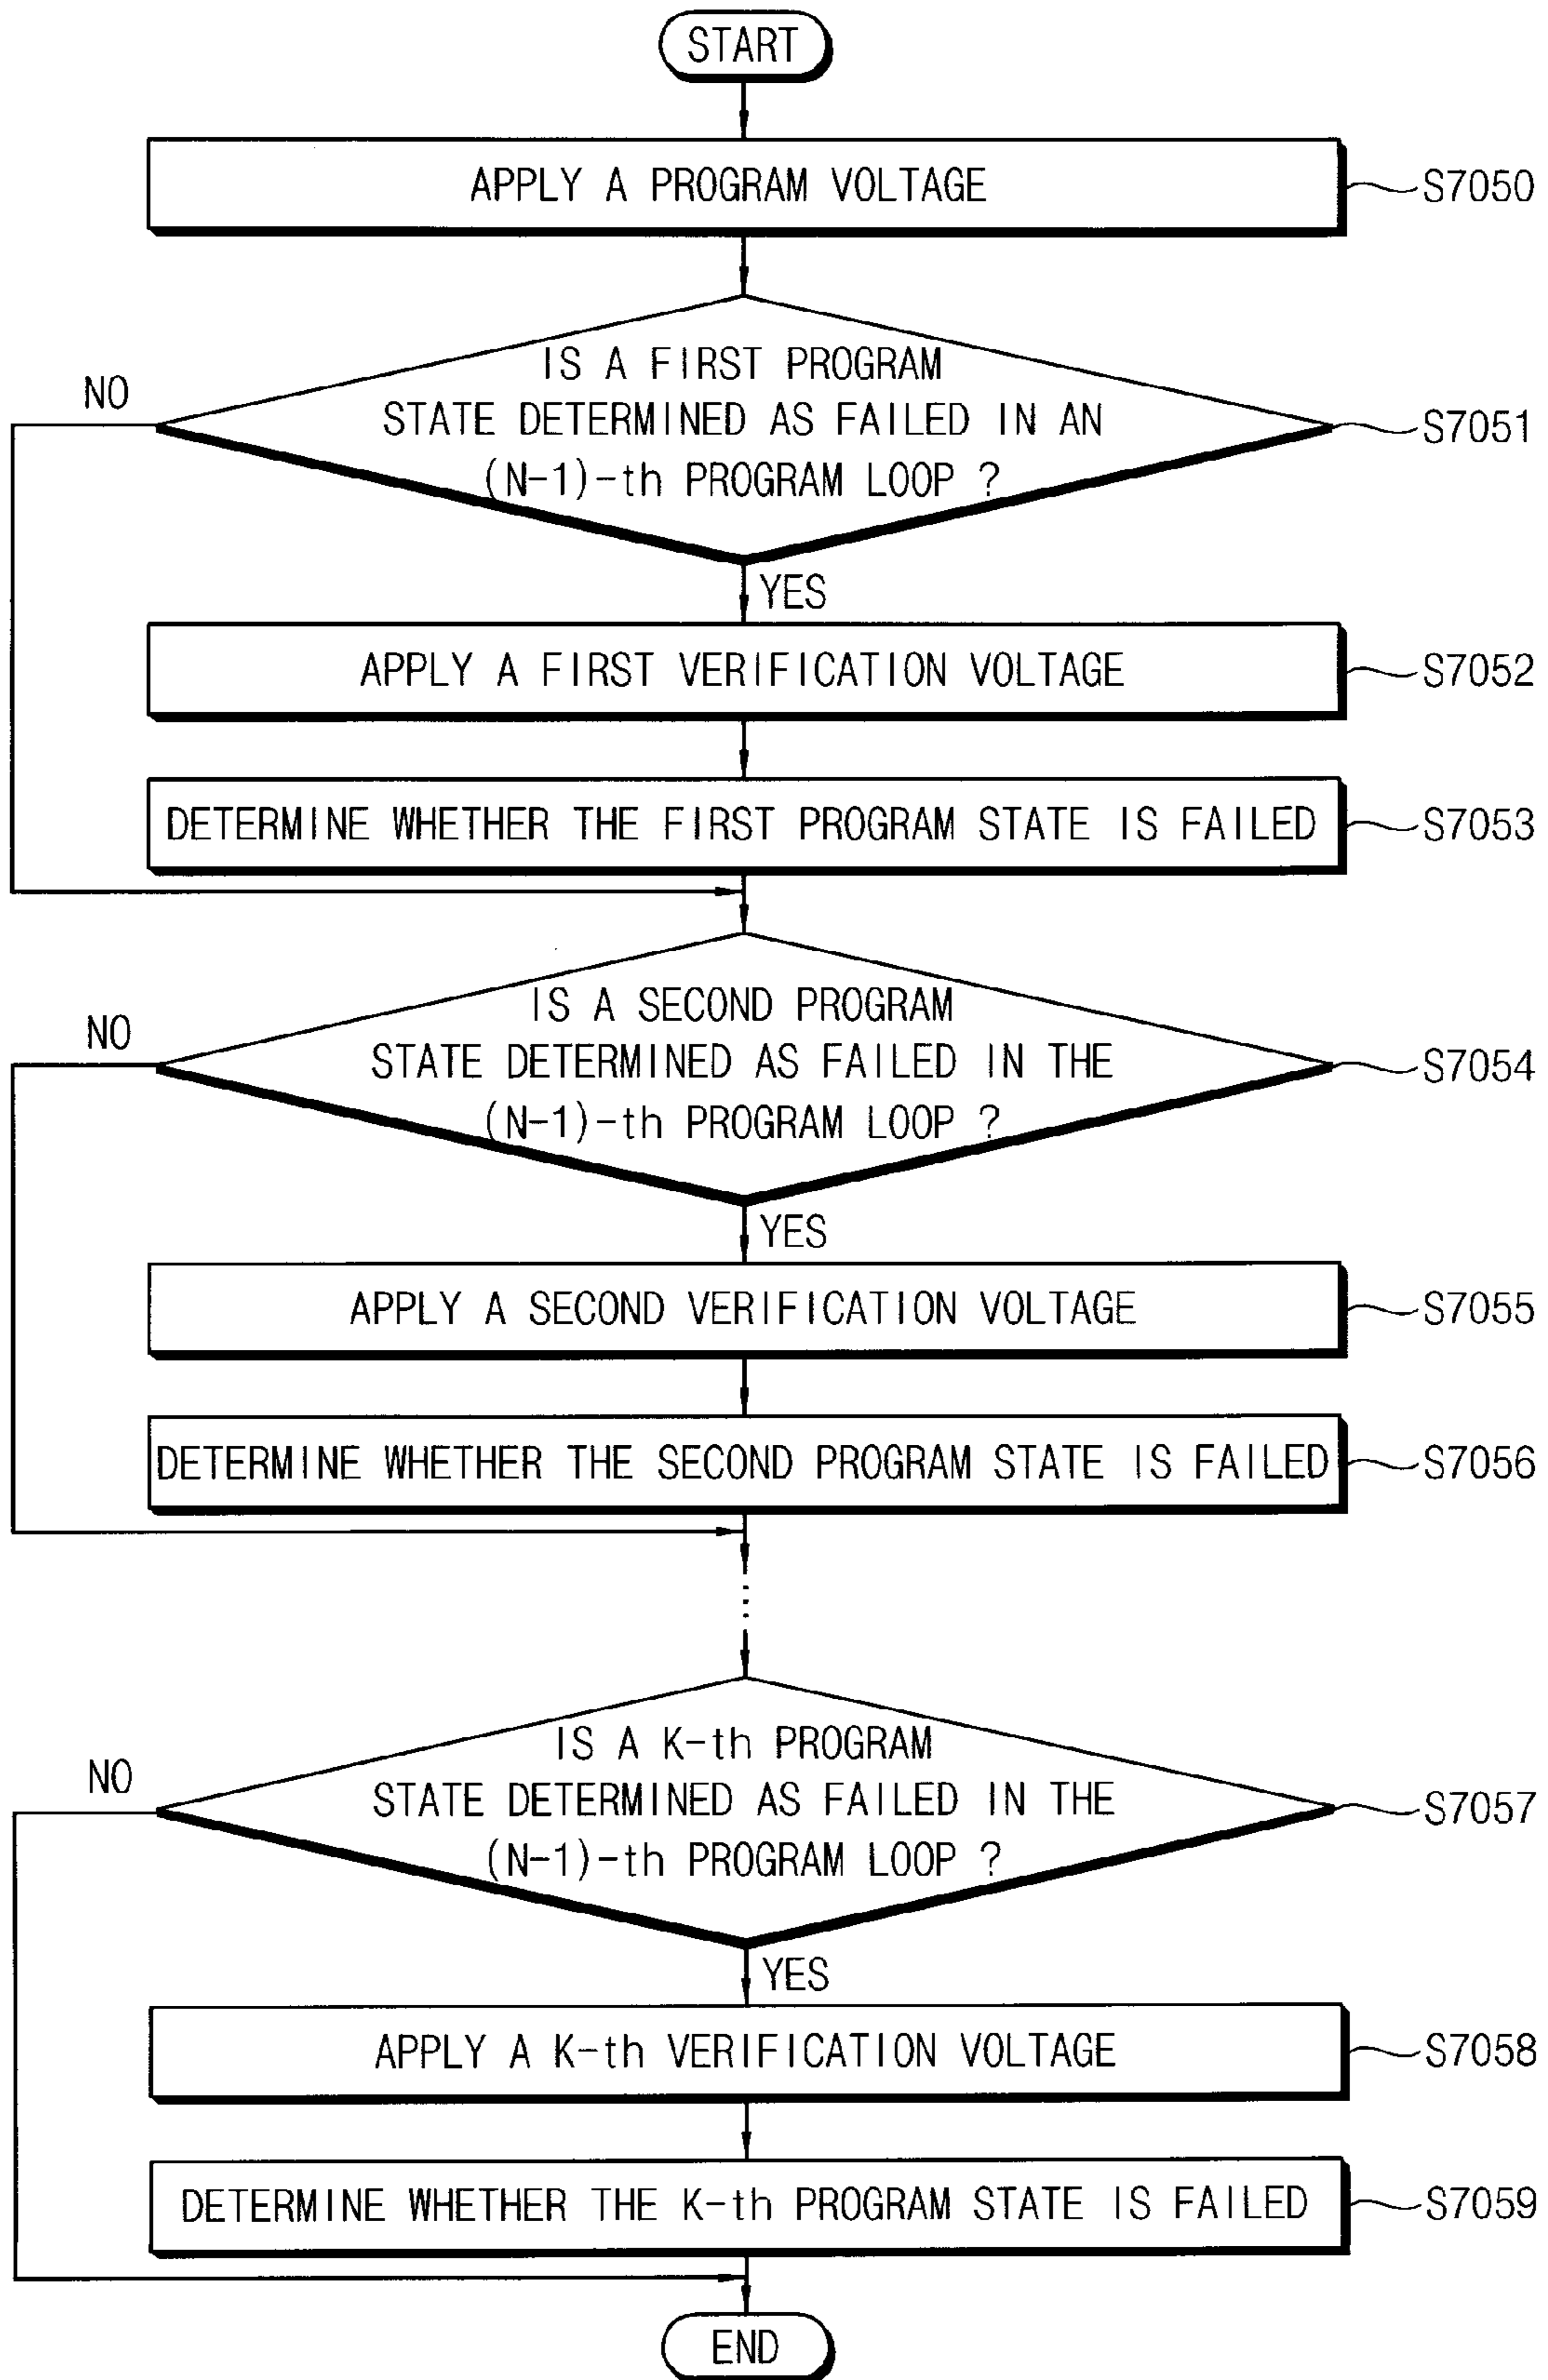 START
APPLY A PROGRAM VOLTAGE
S7050
IS A FIRST PROGRAM
STATE DETERMINED AS FAILED IN AN
(N-1)-th PROGRAM LOOP ?
S7051
NO
YES
APPLY A FIRST VERIFICATION VOLTAGE
S7052
DETERMINE WHETHER THE FIRST PROGRAM STATE IS FAILED
S7053
IS A SECOND PROGRAM
STATE DETERMINED AS FAILED IN THE
(N-1)-th PROGRAM LOOP ?
S7054
NO
YES
APPLY A SECOND VERIFICATION VOLTAGE
S7055
DETERMINE WHETHER THE SECOND PROGRAM STATE IS FAILED
S7056
IS A K-th PROGRAM
STATE DETERMINED AS FAILED IN THE
(N-1)-th PROGRAM LOOP ?
S7057
NO
YES
APPLY A K-th VERIFICATION VOLTAGE
S7058
DETERMINE WHETHER THE K-th PROGRAM STATE IS FAILED
S7059
END